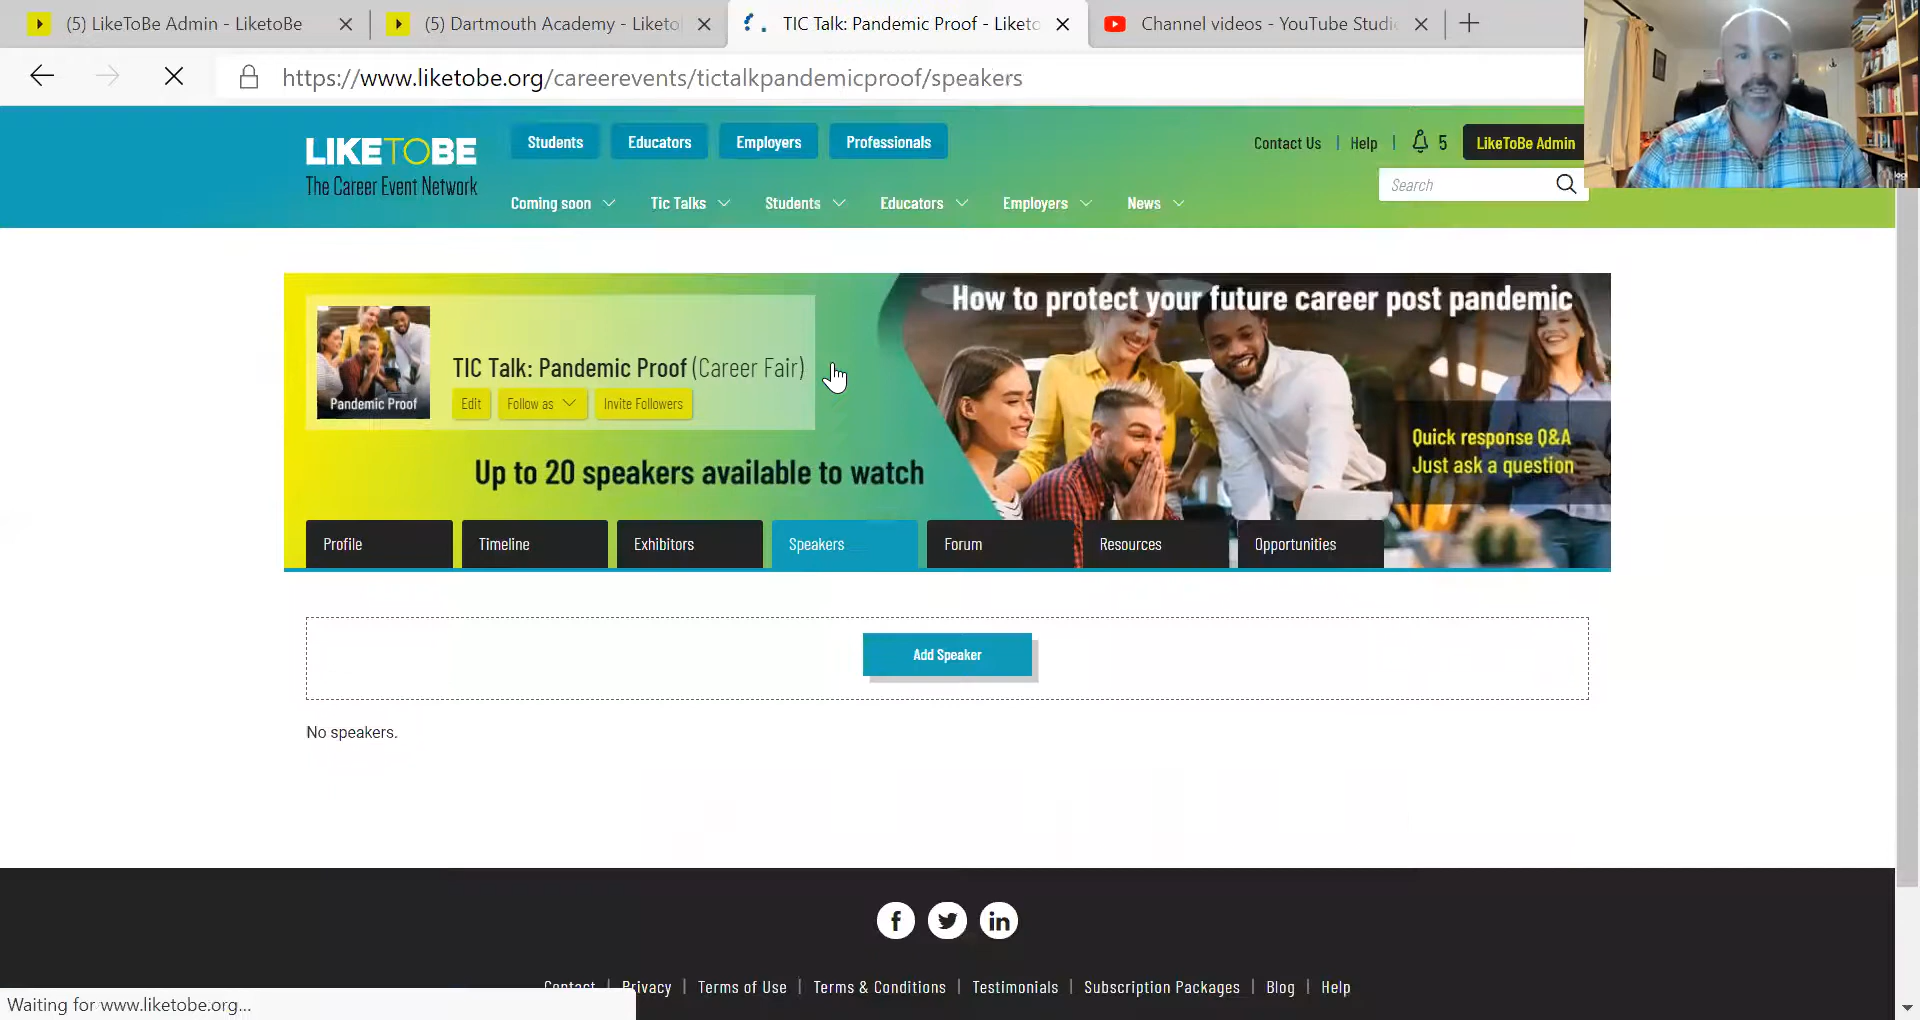 (5) LikeToBe Admin - LiketoBe
(5) Dartmouth Academy - Liketo
TIC Talk: Pandemic Proof - Liketo
Channel videos - YouTube Studi
https://www.liketobe.org/careerevents/tictalkpandemicproof/speakers
LIKETOBE
The Career Event Network
Students
Educators
Employers
Professionals
Contact Us | Help | 5
LikeToBe Admin
Search
Coming soon
Tic Talks
Students
Educators
Employers
News
How to protect your future career post pandemic
Pandemic Proof
TIC Talk: Pandemic Proof (Career Fair)
Edit
Follow as
Invite Followers
Up to 20 speakers available to watch
Quick response Q&A
Just ask a question
Profile
Timeline
Exhibitors
Speakers
Forum
Resources
Opportunities
Add Speaker
No speakers.
Contact | Privacy | Terms of Use | Terms & Conditions | Testimonials | Subscription Packages | Blog | Help
Waiting for www.liketobe.org...